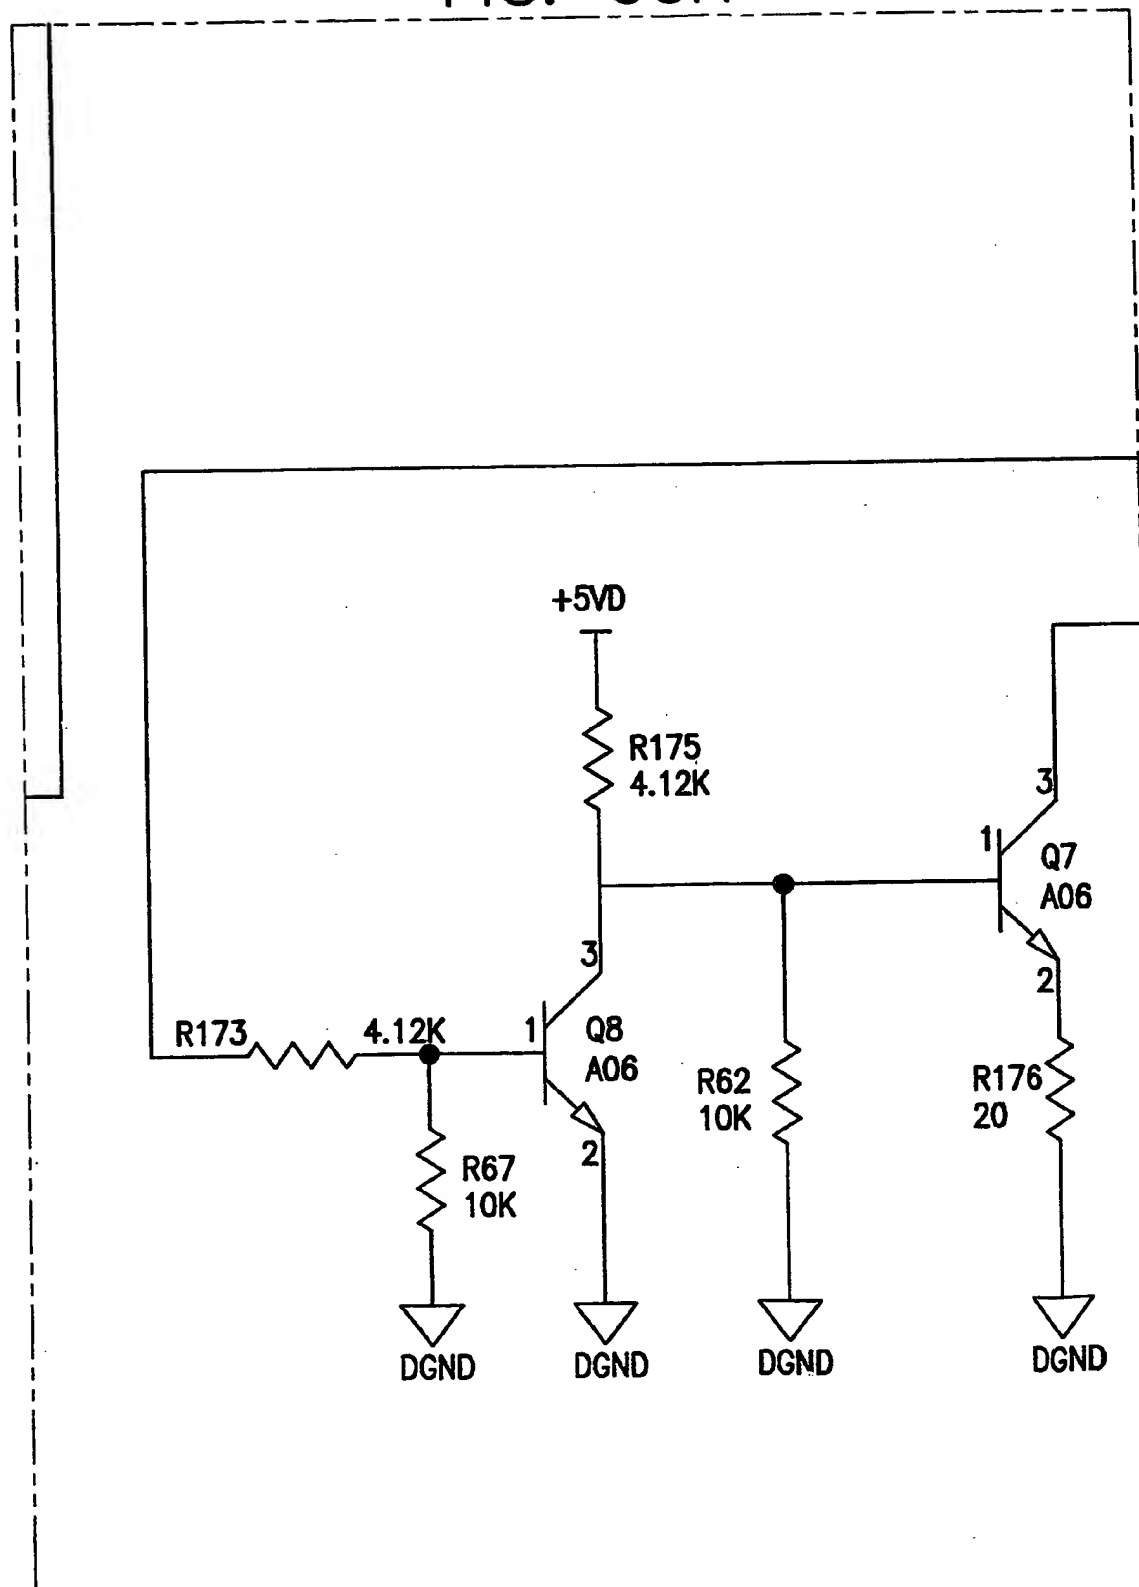 +5VD
R175
4.12K
3
1
Q7
A06
2
3
R173
4.12K
1
Q8
A06
2
R62
10K
R176
20
R67
10K
DGND
DGND
DGND
DGND